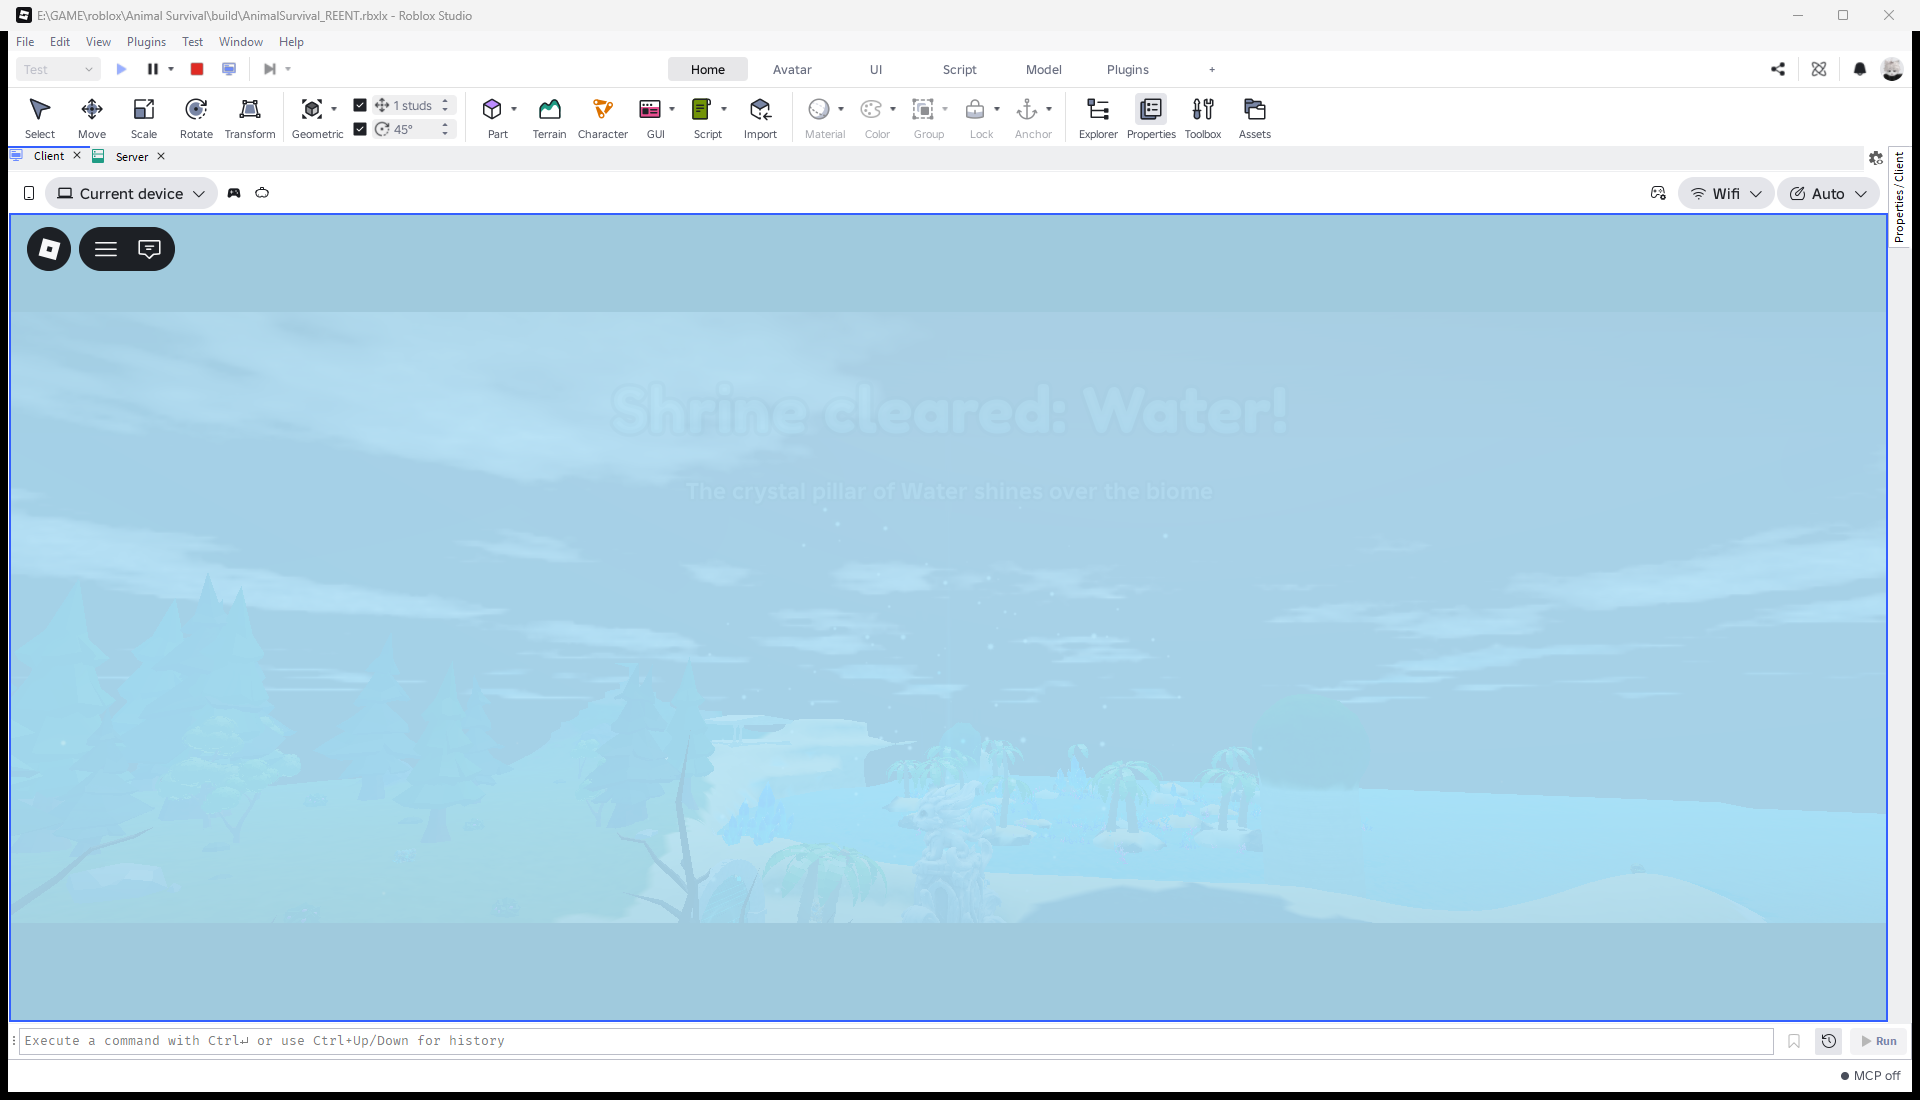 E:\GAME\roblox\Animal Survival\build\AnimalSurvival_REENT.rbxlx - Roblox Studio
File Edit View Plugins Test Window Help
Test
Home Avatar UI Script Model Plugins +
1 studs
45°
Select Move Scale Rotate Transform Geometric Part Terrain Character GUI Script Import Material Color Group Lock Anchor Explorer Properties Toolbox Assets
Client Server
Properties / Client
Current device Wifi Auto
Shrine cleared: Water!
The crystal pillar of Water shines over the biome
Execute a command with Ctrl↵ or use Ctrl+Up/Down for history
Run
MCP off